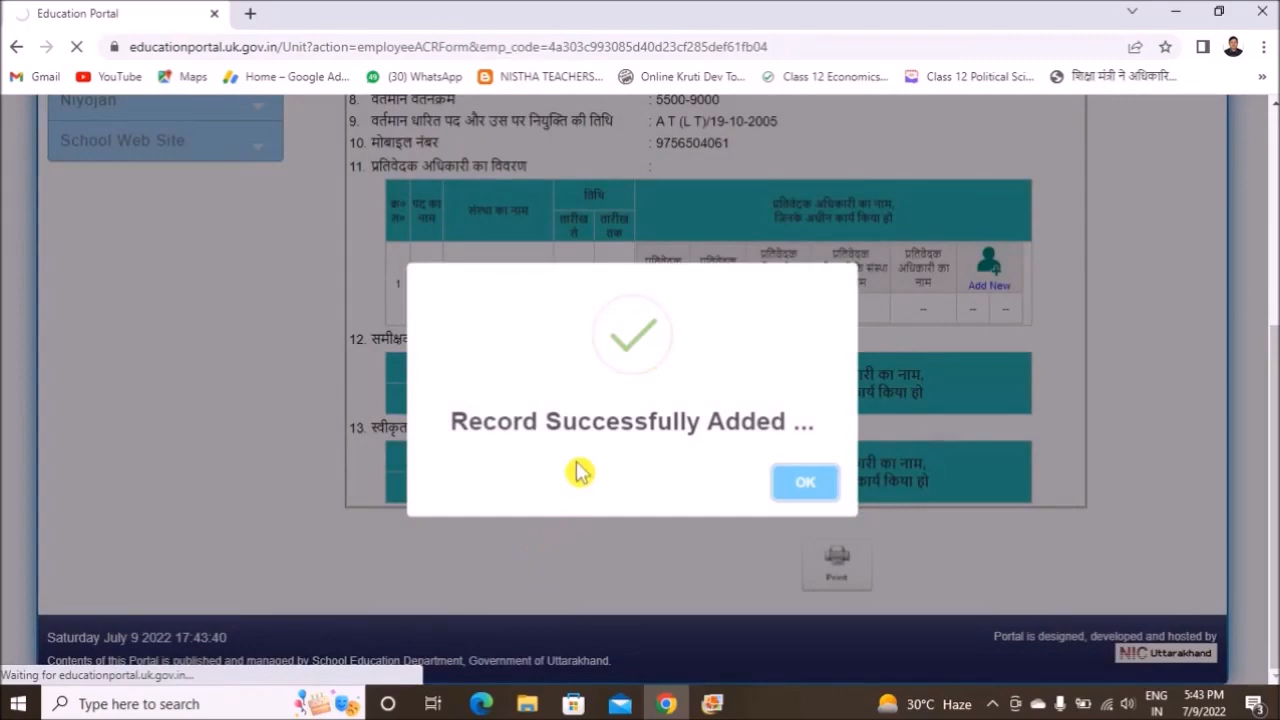 Education Portal
educationportal.uk.gov.in/Unit?action=employeeACRForm&emp_code=4a303c993085d40d23cf285def61fb04
Gmail YouTube Maps Home – Google Ad... (30) WhatsApp NISTHA TEACHERS'... Online Kruti Dev To... Class 12 Economics... Class 12 Political Sci... शिक्षा मंत्री ने अधिकारि...
Niyojan
School Web Site
8. वर्तमान वेतनक्रम : 5500-9000
9. वर्तमान धारित पद और उस पर नियुक्ति की तिथि : A T (L T)/19-10-2005
10. मोबाइल नंबर : 9756504061
11. प्रतिवेदक अधिकारी का विवरण :
क्र० स० पद का नाम संस्था का नाम तिथि प्रतिवेदक अधिकारी का नाम,
जिनके अधीन कार्य किया हो
तारीख से तारीख तक
प्रतिवेदक अधिकारी का नाम
1 Add New
-- -- --
12. समीक्षक
कारी का नाम,
कार्य किया हो
13. स्वीकृत
कारी का नाम,
कार्य किया हो
Record Successfully Added ...
OK
Print
Saturday July 9 2022 17:43:40
Portal is designed, developed and hosted by
Contents of this Portal is published and managed by School Education Department, Government of Uttarakhand.
NIC Uttarakhand
Waiting for educationportal.uk.gov.in...
Type here to search
30°C Haze
ENG
IN
5:43 PM
7/9/2022
3